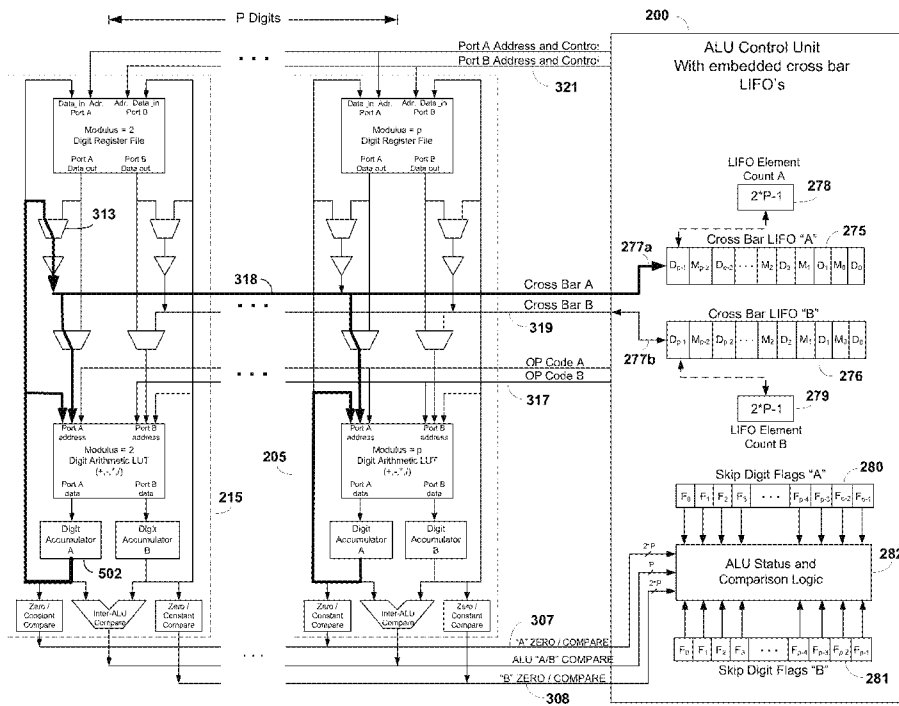 P Digits
200
ALU Control Unit
With embedded cross bar
LIFO's
Port A Address and Control
Port B Address and Control
321
Data_in Adr. Adr. Data_in
Port A Port B
Modulus = 2
Digit Register File
Port A Port B
Data out Data out
Data_in Adr. Adr. Data_in
Port A Port B
Modulus = p
Digit Register File
Port A Port B
Data out Data out
313
LIFO Element
Count A
2*P-1
278
275
Cross Bar LIFO "A"
277a
318
Cross Bar A
Cross Bar B
319
Cross Bar LIFO "B"
277b
276
279
2*P-1
LIFO Element
Count B
OP Code A
OP Code B
317
Port A Port B
address address
Modulus = 2
Digit Arithmetic LUT
(+,-,*,/)
Port A Port B
data data
205
215
Port A Port B
address address
Modulus = p
Digit Arithmetic LUT
(+,-,*,/)
Port A Port B
data data
Digit
Accumulator
A
Digit
Accumulator
B
502
Digit
Accumulator
A
Digit
Accumulator
B
Skip Digit Flags "A"
280
ALU Status and
Comparison Logic
282
2*P
P
2*P
Zero /
Constant
Compare
Inter-ALU
Compare
Zero /
Constant
Compare
Zero /
Constant
Compare
Inter-ALU
Compare
Zero /
Constant
Compare
307
"A" ZERO / COMPARE
ALU "A/B" COMPARE
"B" ZERO / COMPARE
308
Skip Digit Flags "B"
281